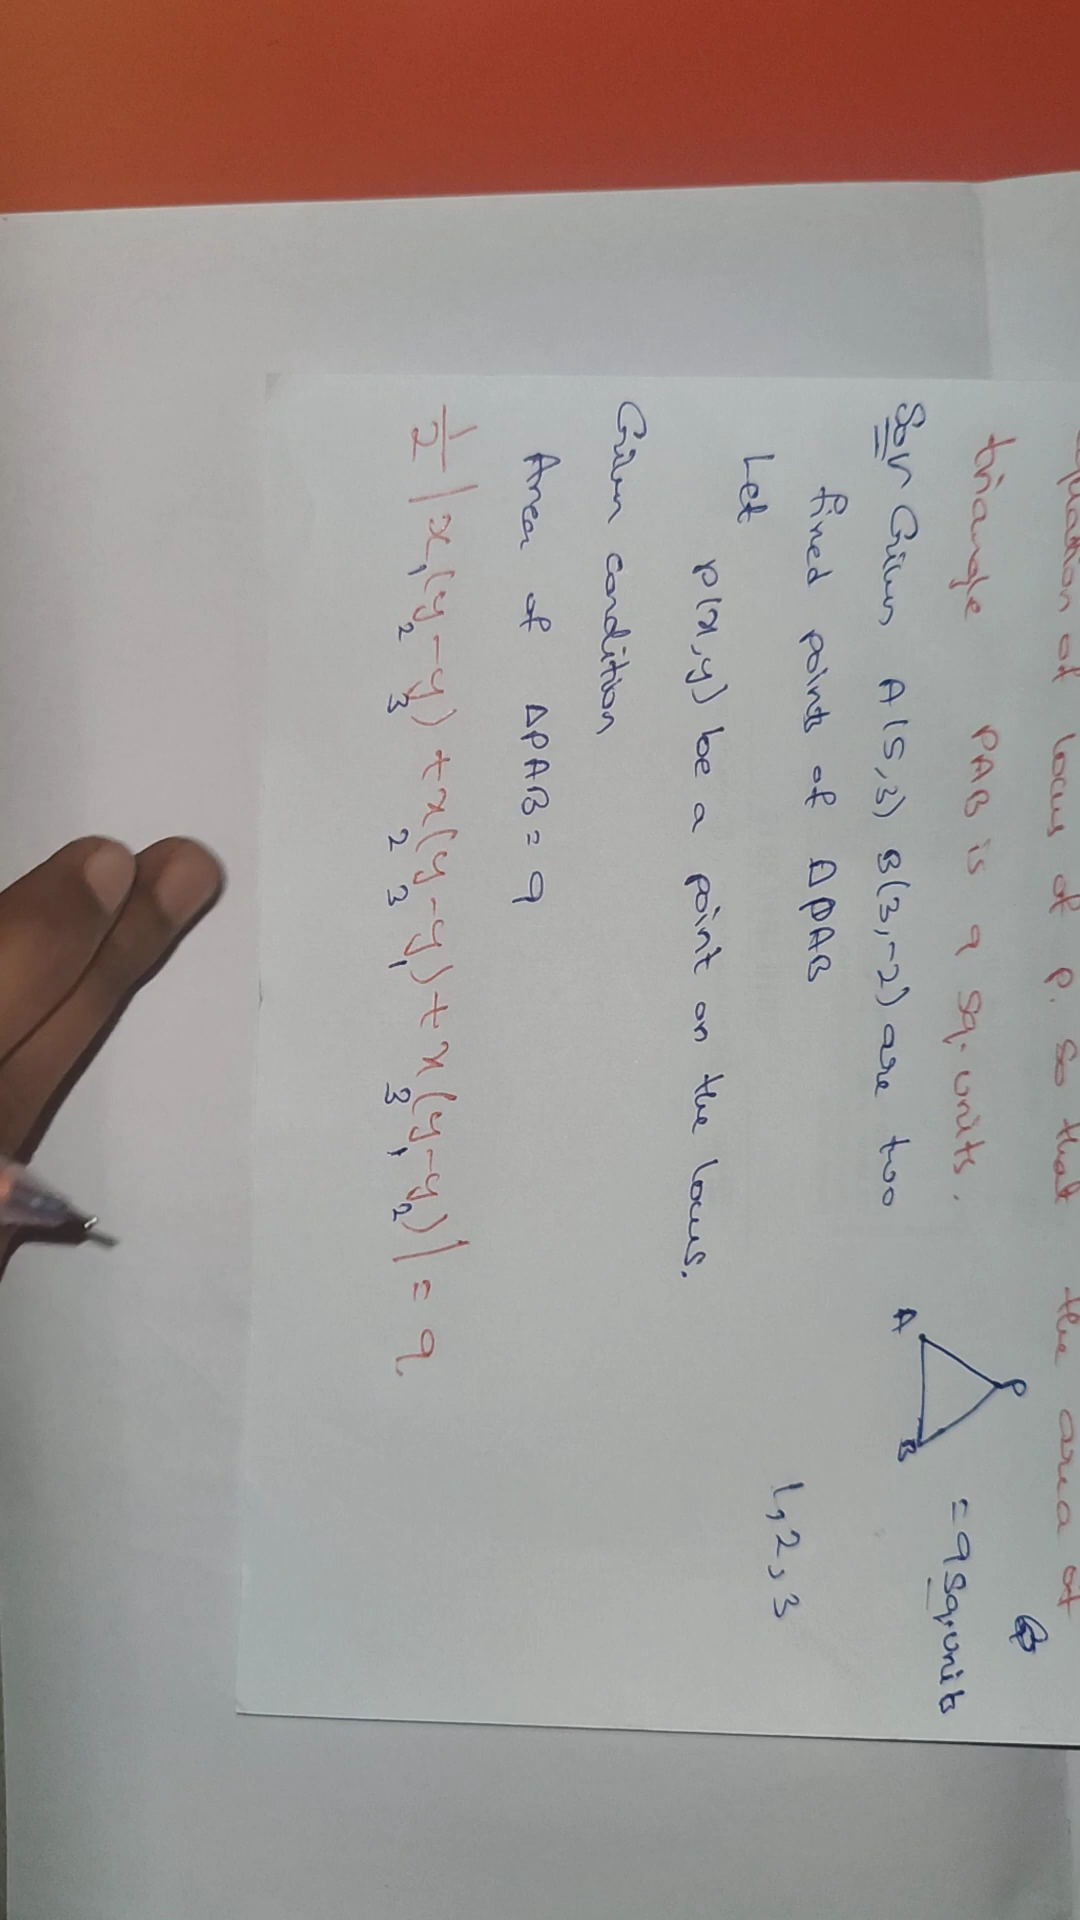 equation of locus of P. so that the area of
triangle PAB is 9 sq. units.
P
A
B
= 9 sq.units
Sol Given A(5,3) B(3,-2) are two
fixed points of ΔPAB
Let
1, 2, 3
P(x,y) be a point on the locus.
Given condition
Area of ΔPAB = 9
1/2 |x₁(y₂-y₃)+x₂(y₃-y₁)+x₃(y₁-y₂)| = 9